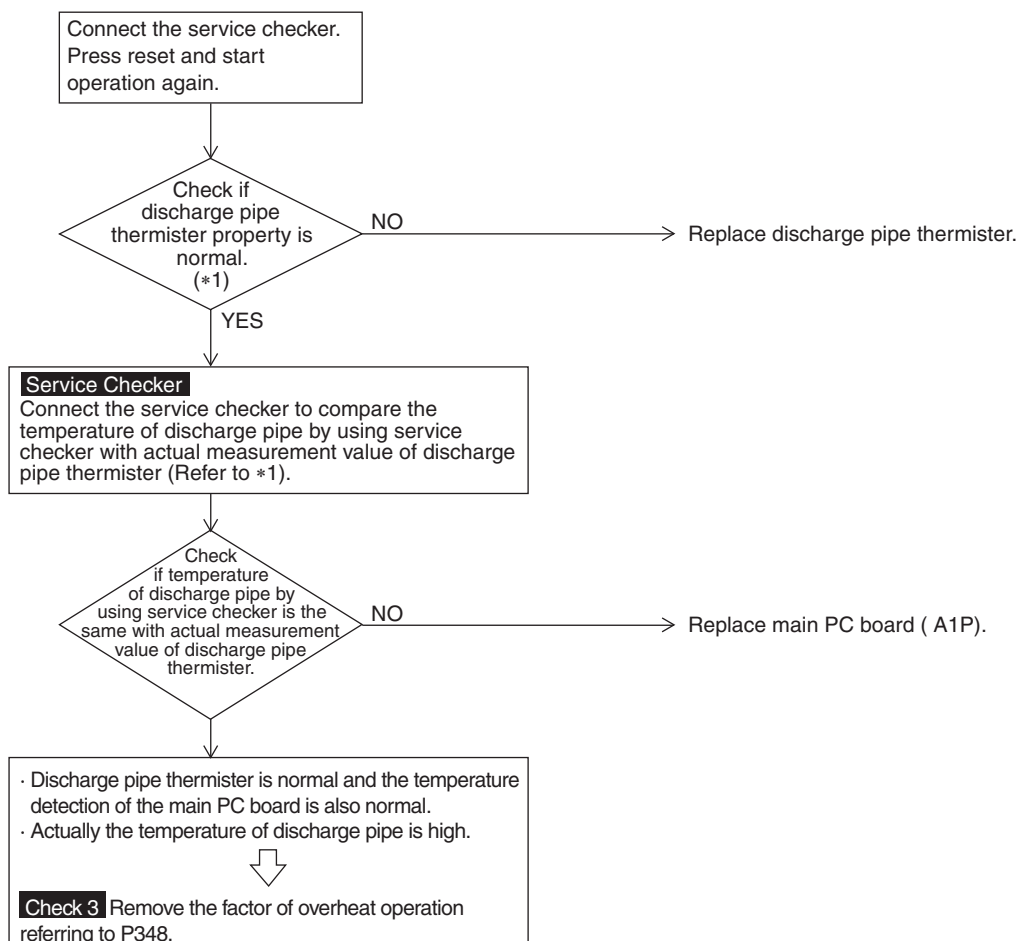 Connect the service checker.
Press reset and start
operation again.
Check if
discharge pipe
thermister property is
normal.
(∗1)
NO
Replace discharge pipe thermister.
YES
Service Checker
Connect the service checker to compare the
temperature of discharge pipe by using service
checker with actual measurement value of discharge
pipe thermister (Refer to ∗1).
Check
if temperature
of discharge pipe by
using service checker is the
same with actual measurement
value of discharge pipe
thermister.
NO
Replace main PC board ( A1P).
· Discharge pipe thermister is normal and the temperature
detection of the main PC board is also normal.
· Actually the temperature of discharge pipe is high.
Check 3 Remove the factor of overheat operation
referring to P348.